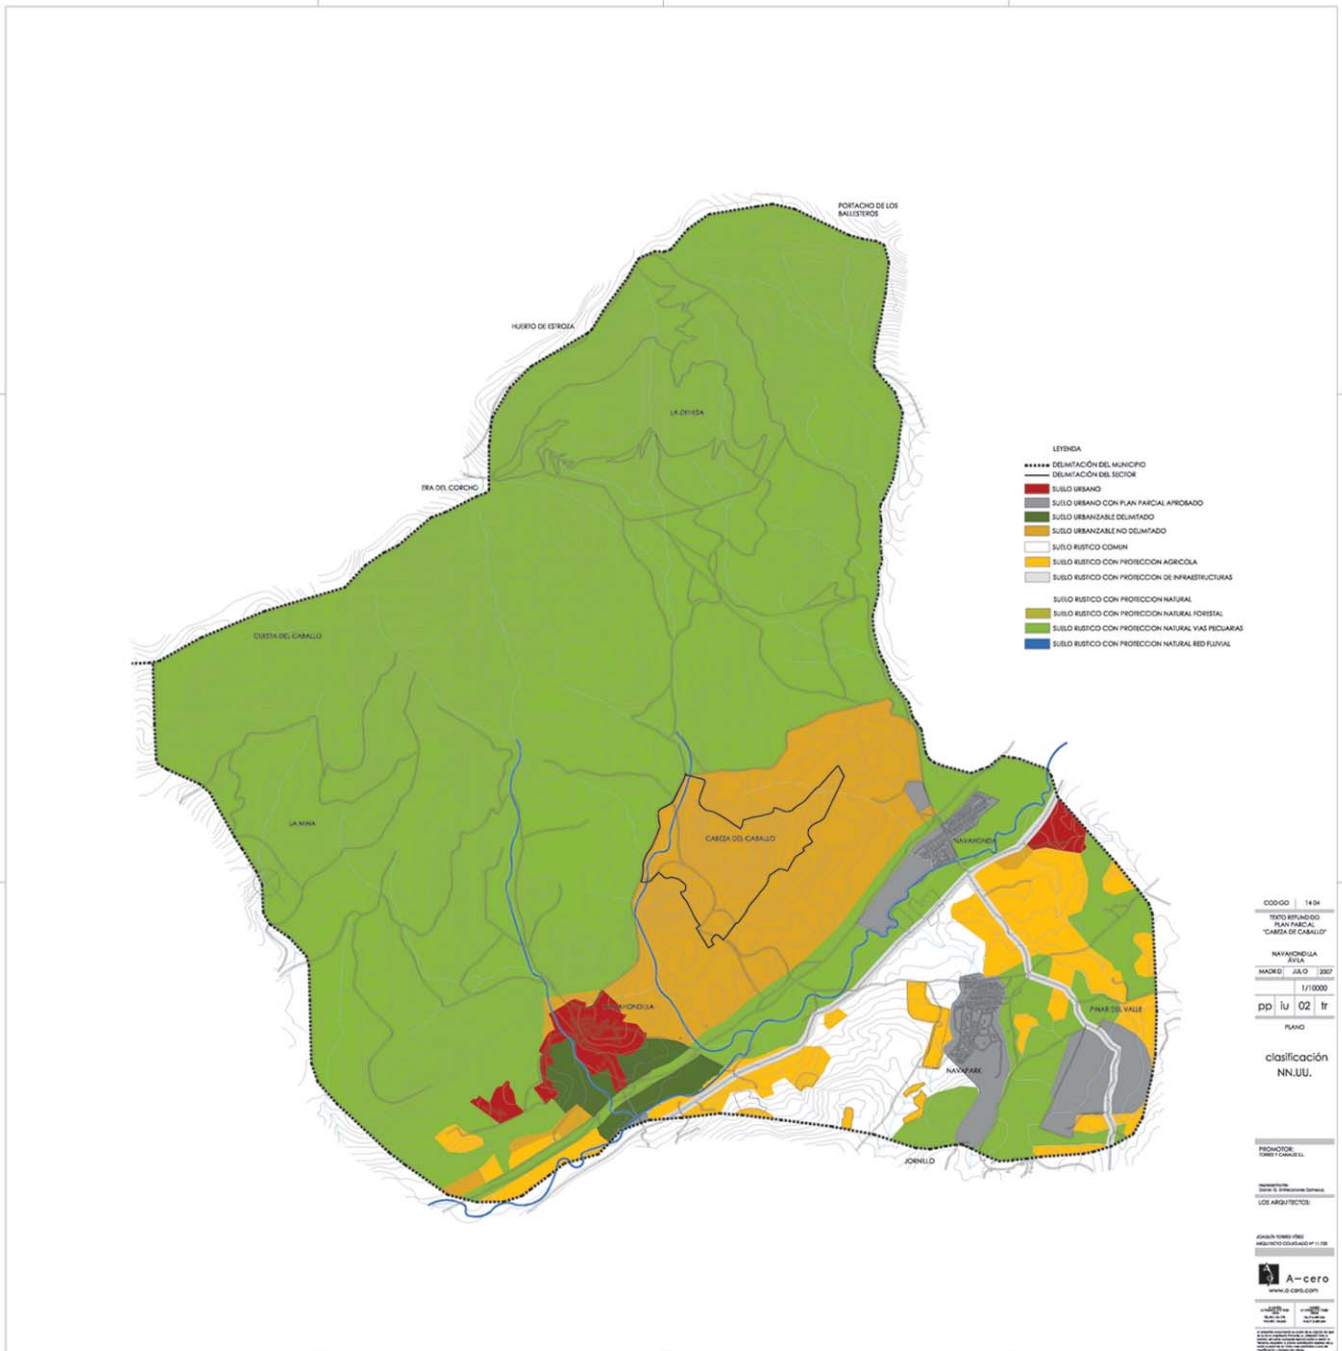 PORTACHO DE LOS
BALLESTEROS
HUERTO DE ESTROZA
LA DEHESA
ERA DEL CORCHO
CUESTA DEL CABALLO
LA MINA
CABEZA DEL CABALLO
NAVAHONDA
NAVAHONDILLA
PINAR DEL VALLE
NAVAPARK
JORNILLO
LEYENDA
DELIMITACIÓN DEL MUNICIPIO
DELIMITACIÓN DEL SECTOR
SUELO URBANO
SUELO URBANO CON PLAN PARCIAL APROBADO
SUELO URBANIZABLE DELIMITADO
SUELO URBANIZABLE NO DELIMITADO
SUELO RUSTICO COMUN
SUELO RUSTICO CON PROTECCION AGRICOLA
SUELO RUSTICO CON PROTECCIÓN DE INFRAESTRUCTURAS
SUELO RUSTICO CON PROTECCION NATURAL
SUELO RUSTICO CON PROTECCION NATURAL FORESTAL
SUELO RUSTICO CON PROTECCION NATURAL VIAS PECUARIAS
SUELO RUSTICO CON PROTECCION NATURAL RED FLUVIAL
CODIGO 14 04
TEXTO REFUNDIDO
PLAN PARCIAL
"CABEZA DE CABALLO"
NAVAHONDILLA
ÁVILA
MADRID JULIO 2007
1/10000
pp iu 02 tr
PLANO
clasificación
NN.UU.
PROMOTOR:
LOS ARQUITECTOS:
A-cero
www.a-cero.com